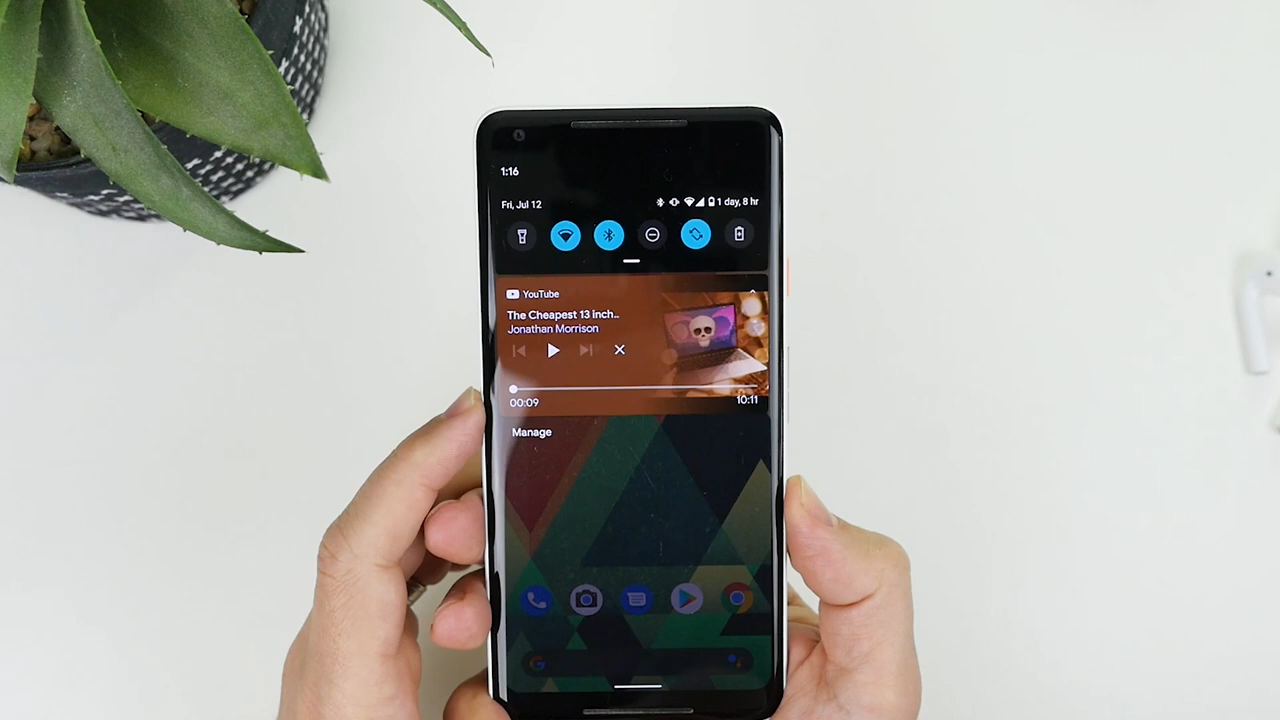 1:16
Fri, Jul 12
1 day, 8 hr
YouTube
The Cheapest 13 inch..
Jonathan Morrison
00:09
10:11
Manage